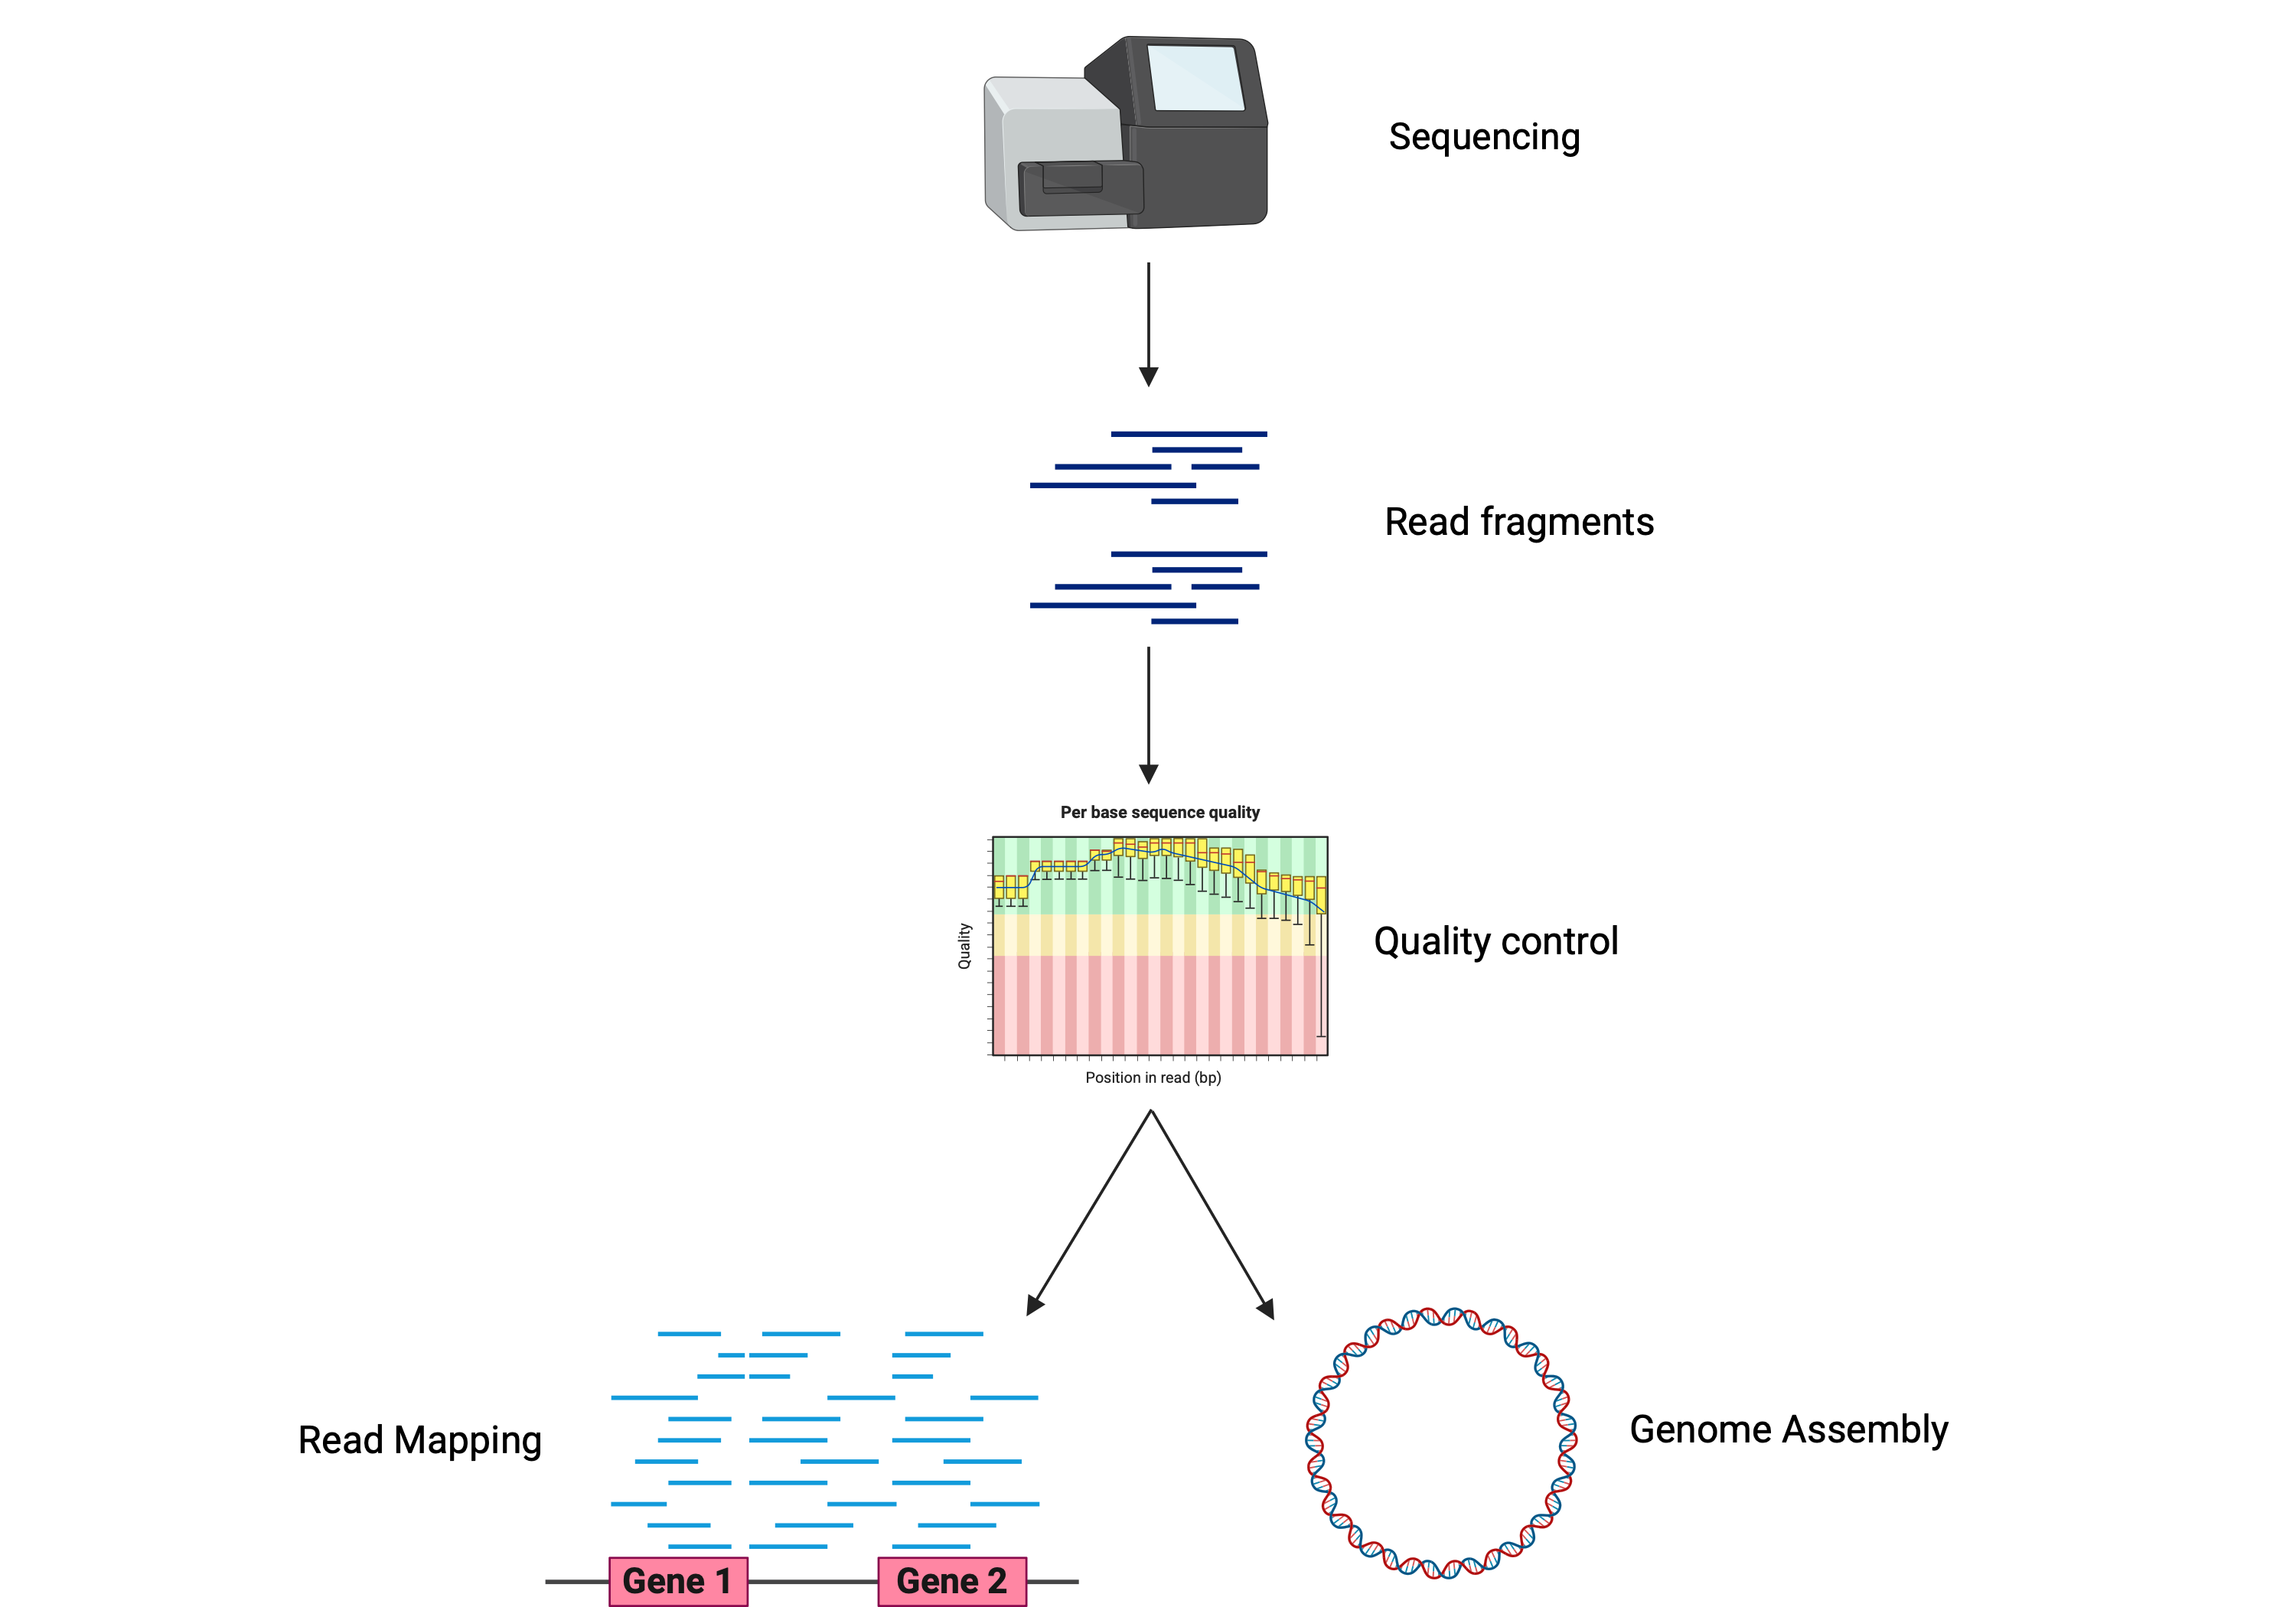 Sequencing
Read fragments
Per base sequence quality
Quality
Quality control
Position in read (bp)
Read Mapping
Genome Assembly
Gene 1
Gene 2